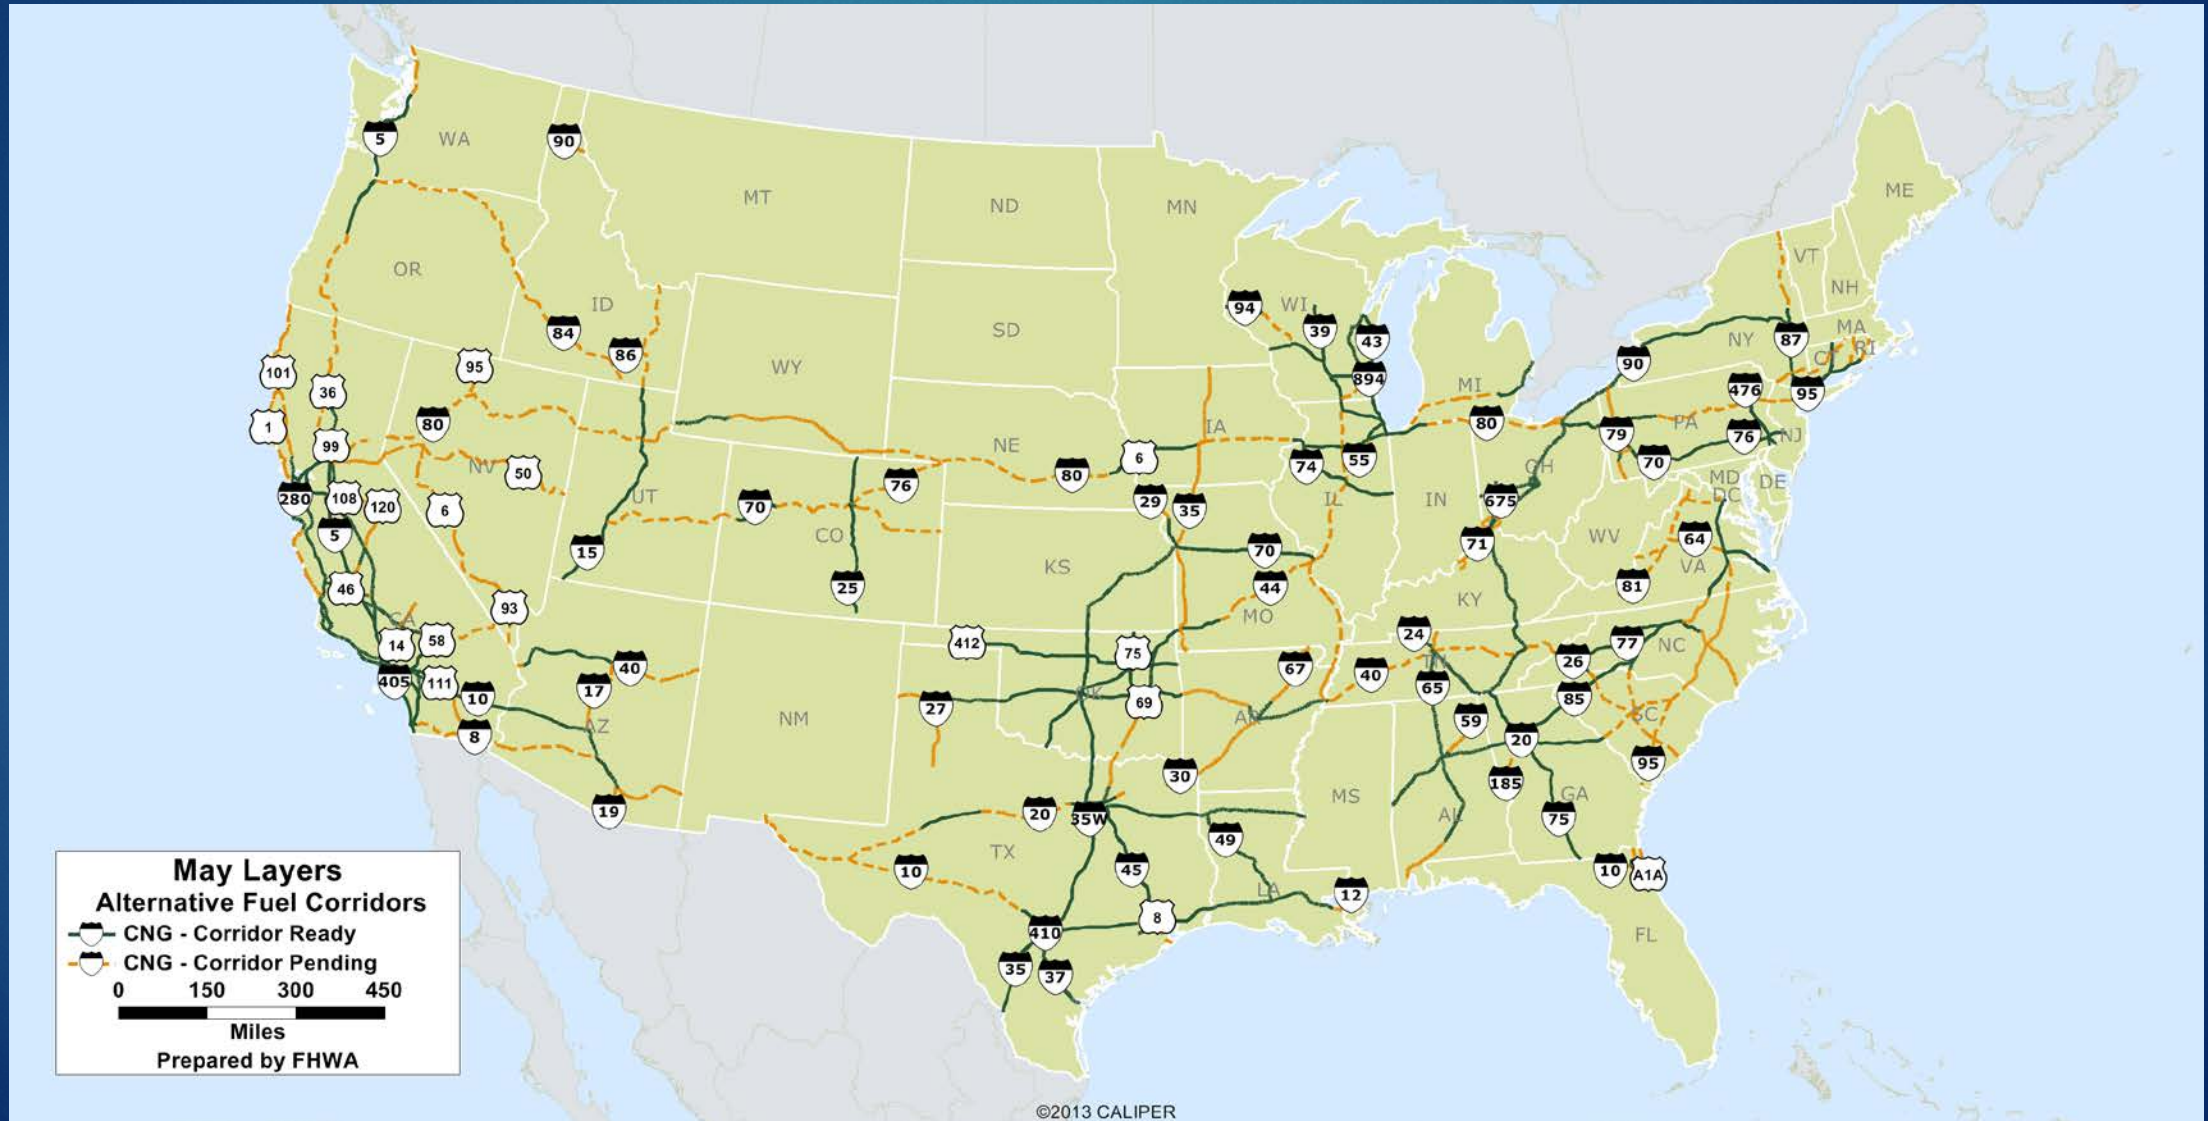 5
WA
90
MT
ND
MN
ME
OR
ID
84
86
SD
94
WI
39
43
894
MI
VT
NH
NY
87
MA
CT
RI
90
476
95
101
36
95
1
99
80
WY
IA
80
79
PA
76
NJ
NV
50
NE
80
6
74
55
70
OH
MD
DC
DE
280
108
120
6
UT
70
CO
76
29
35
IL
IN
675
5
15
25
KS
70
71
WV
64
VA
46
CA
93
44
MO
KY
81
14
58
412
75
24
TN
77
NC
405
111
10
40
17
AZ
NM
27
OK
69
67
AR
40
65
26
85
SC
8
59
20
95
19
30
185
GA
20
35W
MS
AL
75
TX
49
10
45
LA
12
10
A1A
410
8
FL
35
37
May Layers
Alternative Fuel Corridors
CNG - Corridor Ready
CNG - Corridor Pending
0 150 300 450
Miles
Prepared by FHWA
©2013 CALIPER